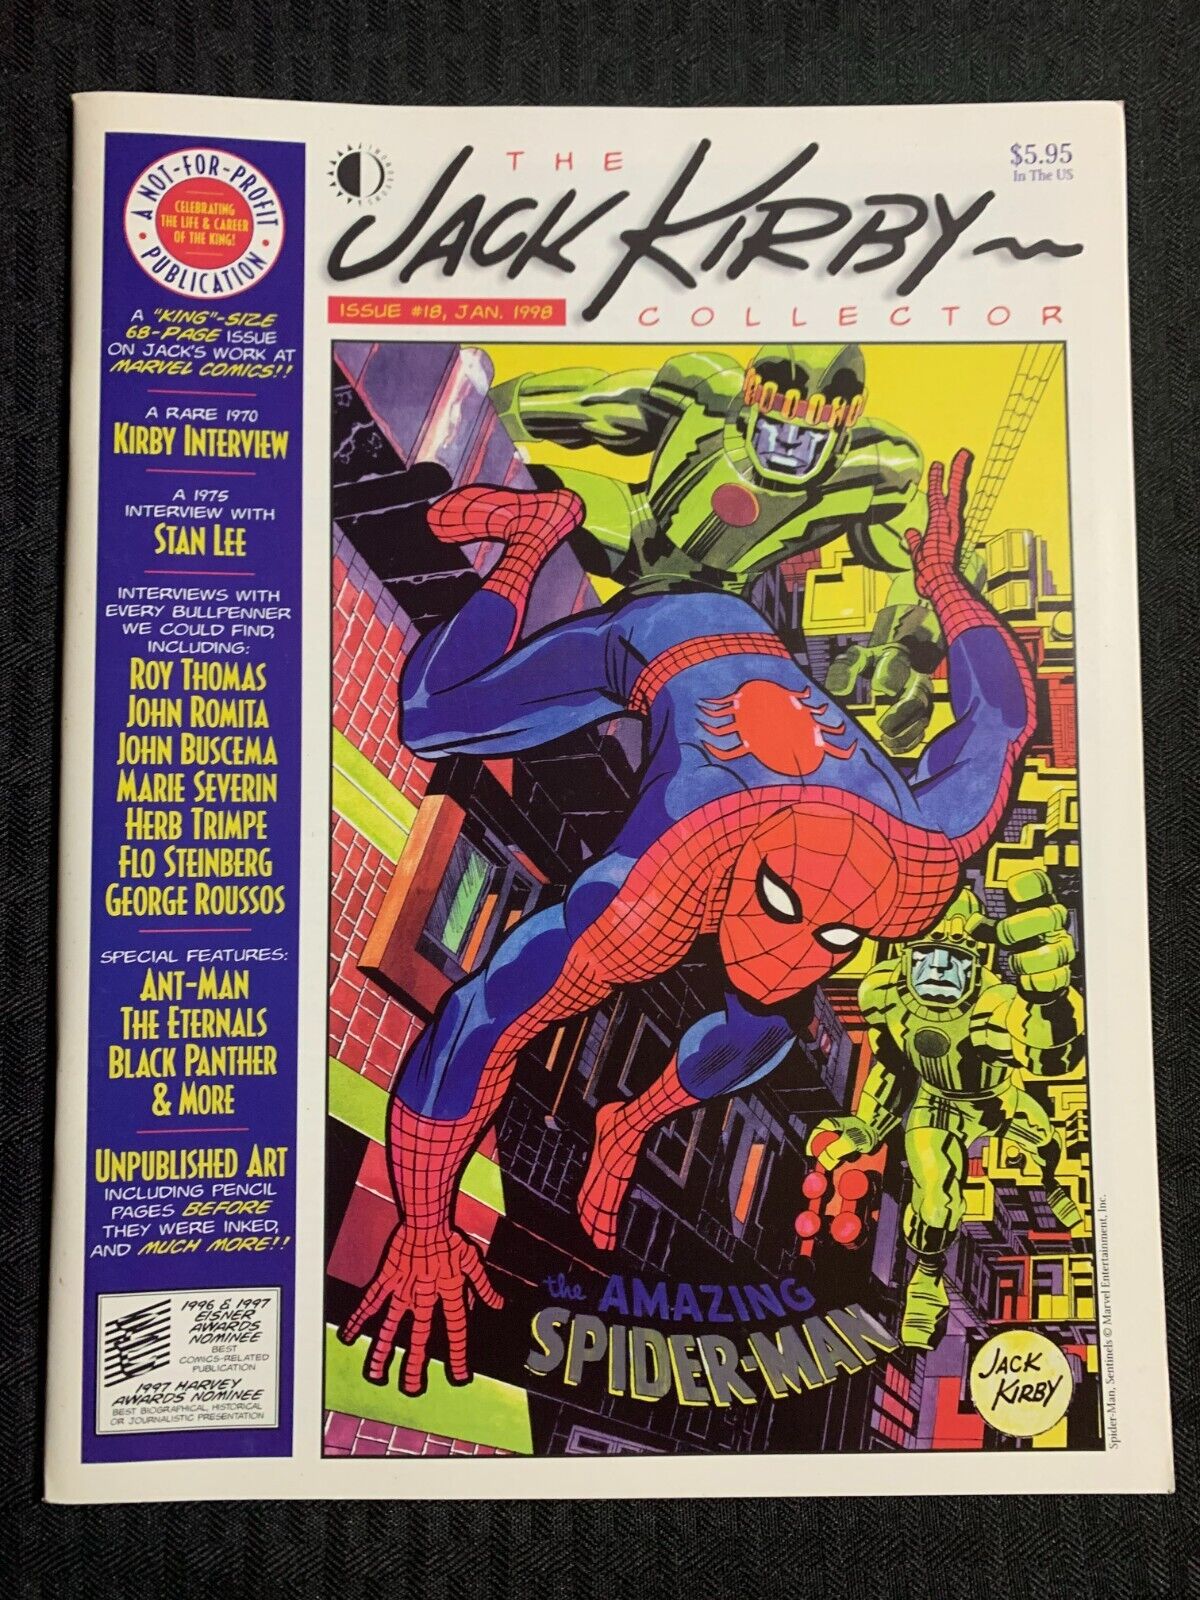 A NOT-FOR-PROFIT
PUBLICATION
CELEBRATING
THE LIFE & CAREER
OF THE KING!
A "KING"-SIZE
68-PAGE ISSUE
ON JACK'S WORK AT
MARVEL COMICS!!
A RARE 1970
KIRBY INTERVIEW
A 1975
INTERVIEW WITH
STAN LEE
INTERVIEWS WITH
EVERY BULLPENNER
WE COULD FIND,
INCLUDING:
ROY THOMAS
JOHN ROMITA
JOHN BUSCEMA
MARIE SEVERIN
HERB TRIMPE
FLO STEINBERG
GEORGE ROUSSOS
SPECIAL FEATURES:
ANT-MAN
THE ETERNALS
BLACK PANTHER
& MORE
UNPUBLISHED ART
INCLUDING PENCIL
PAGES BEFORE
THEY WERE INKED,
AND MUCH MORE!!
1996 & 1997
EISNER
AWARDS
NOMINEE
BEST
COMICS-RELATED
PUBLICATION
1997 HARVEY
AWARDS NOMINEE
BEST BIOGRAPHICAL, HISTORICAL
OR JOURNALISTIC PRESENTATION
THE
JACK KIRBY
COLLECTOR
$5.95
In The US
ISSUE #18, JAN. 1998
the AMAZING
SPIDER-MAN
JACK
KIRBY
Spider-Man, Sentinels © Marvel Entertainment, Inc.